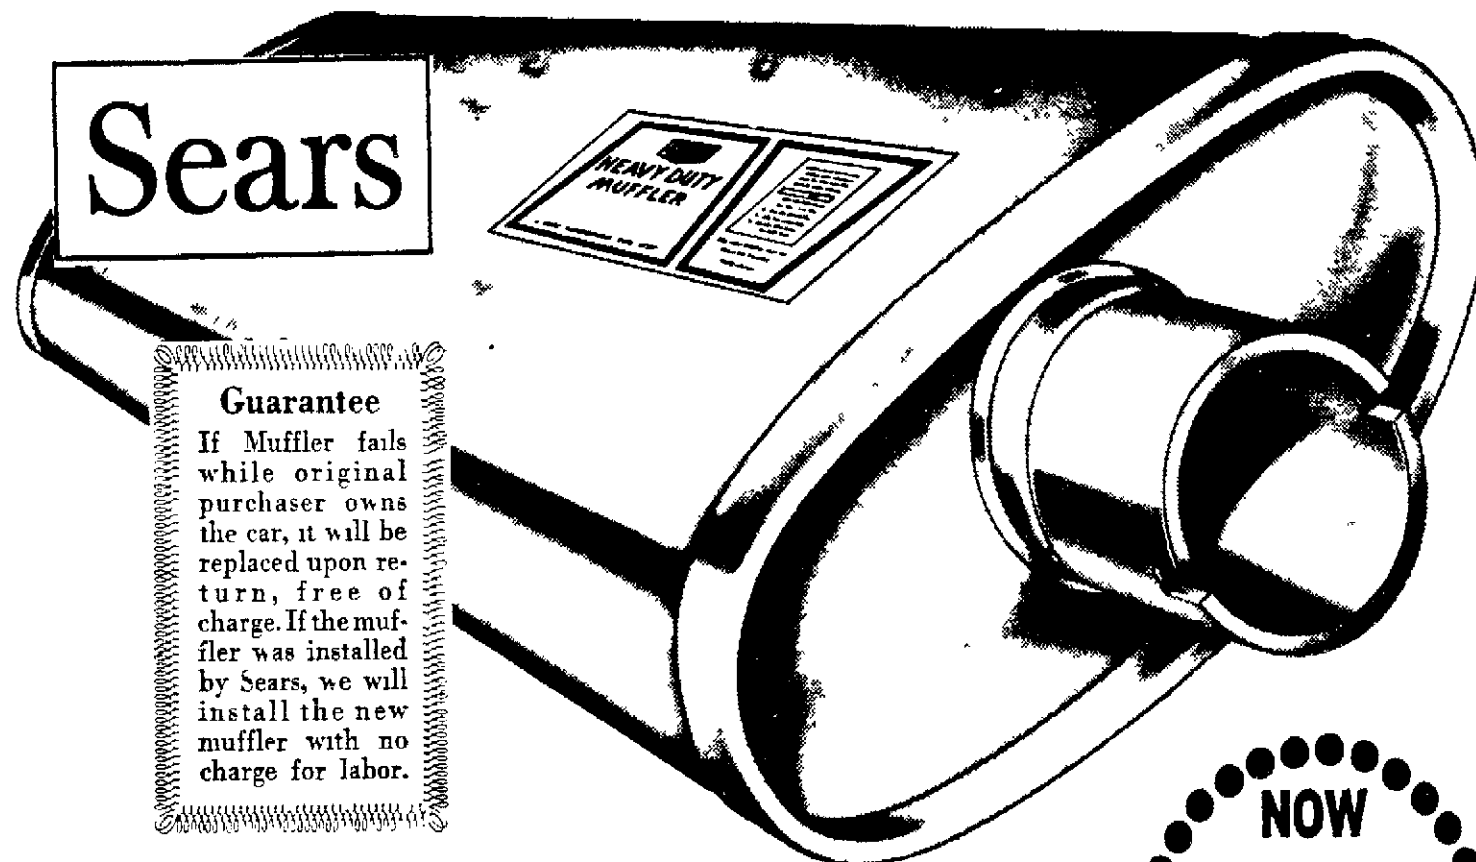 Sears
HEAVY DUTY
MUFFLER
Guarantee
If Muffler fails
while original
purchaser owns
the car, it will be
replaced upon re-
turn, free of
charge. If the muf-
fler was installed
by Sears, we will
install the new
muffler with no
charge for labor.
NOW